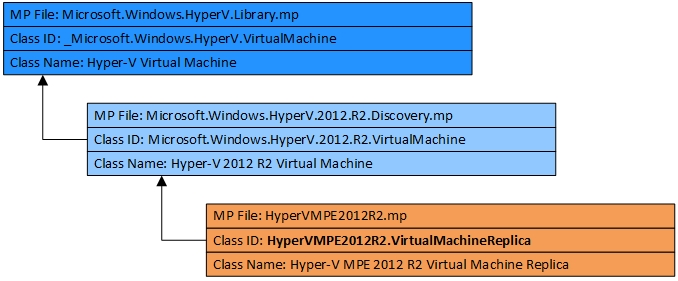 MP File: Microsoft.Windows.HyperV.Library.mp
Class ID: _Microsoft.Windows.HyperV.VirtualMachine
Class Name: Hyper-V Virtual Machine
MP File: Microsoft.Windows.HyperV.2012.R2.Discovery.mp
Class ID: Microsoft.Windows.HyperV.2012.R2.VirtualMachine
Class Name: Hyper-V 2012 R2 Virtual Machine
MP File: HyperVMPE2012R2.mp
Class ID: HyperVMPE2012R2.VirtualMachineReplica
Class Name: Hyper-V MPE 2012 R2 Virtual Machine Replica